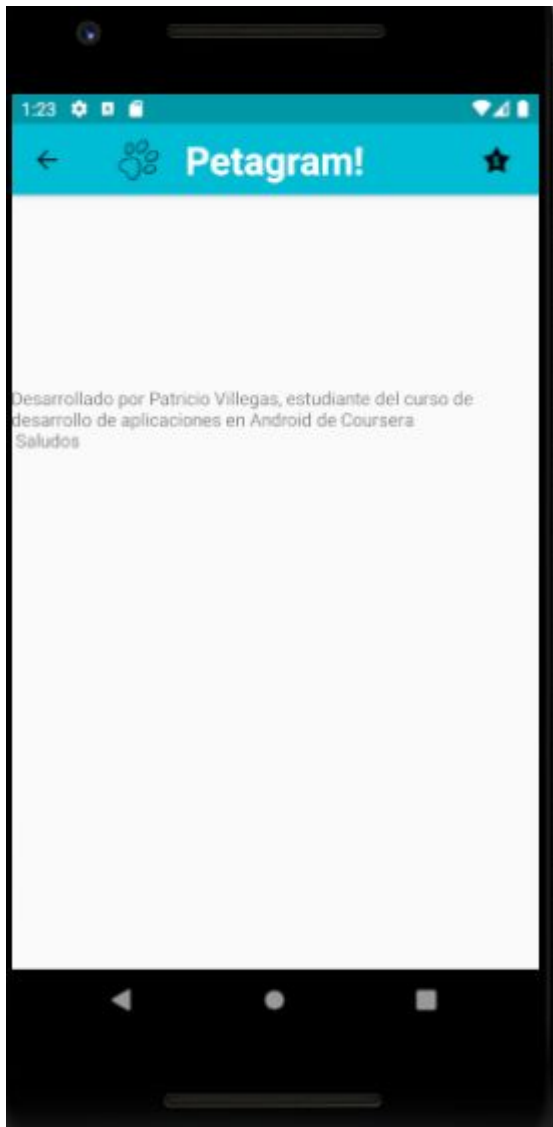 1:23
Petagram!
Desarrollado por Patricio Villegas, estudiante del curso de
desarrollo de aplicaciones en Android de Coursera
Saludos